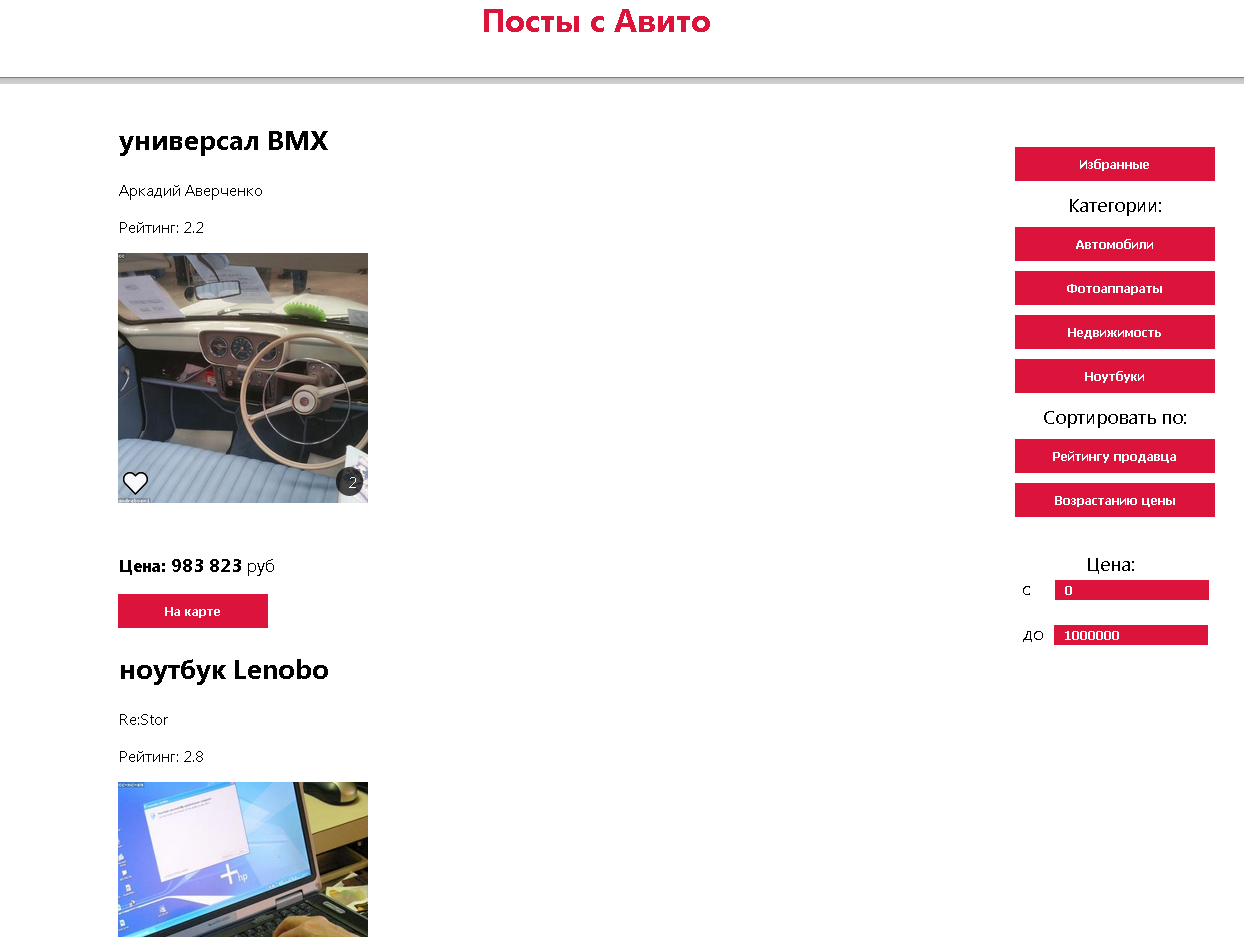 Посты с Авито
универсал BMX
Аркадий Аверченко
Рейтинг: 2.2
2
Цена: 983 823 руб
На карте
ноутбук Lenobo
Re:Stor
Рейтинг: 2.8
hp
Избранные
Категории:
Автомобили
Фотоаппараты
Недвижимость
Ноутбуки
Сортировать по:
Рейтингу продавца
Возрастанию цены
Цена:
С 0
ДО 1000000